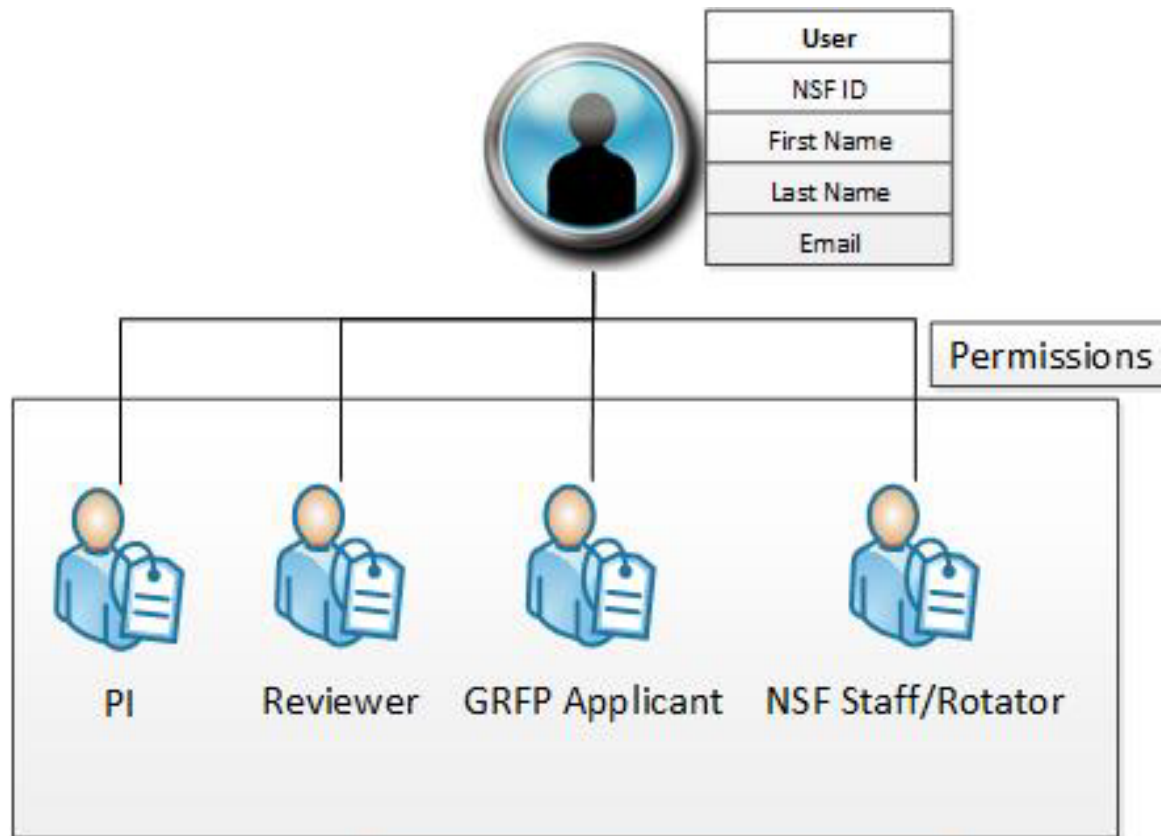 User
NSF ID
First Name
Last Name
Email
Permissions
PI
Reviewer
GRFP Applicant
NSF Staff/Rotator